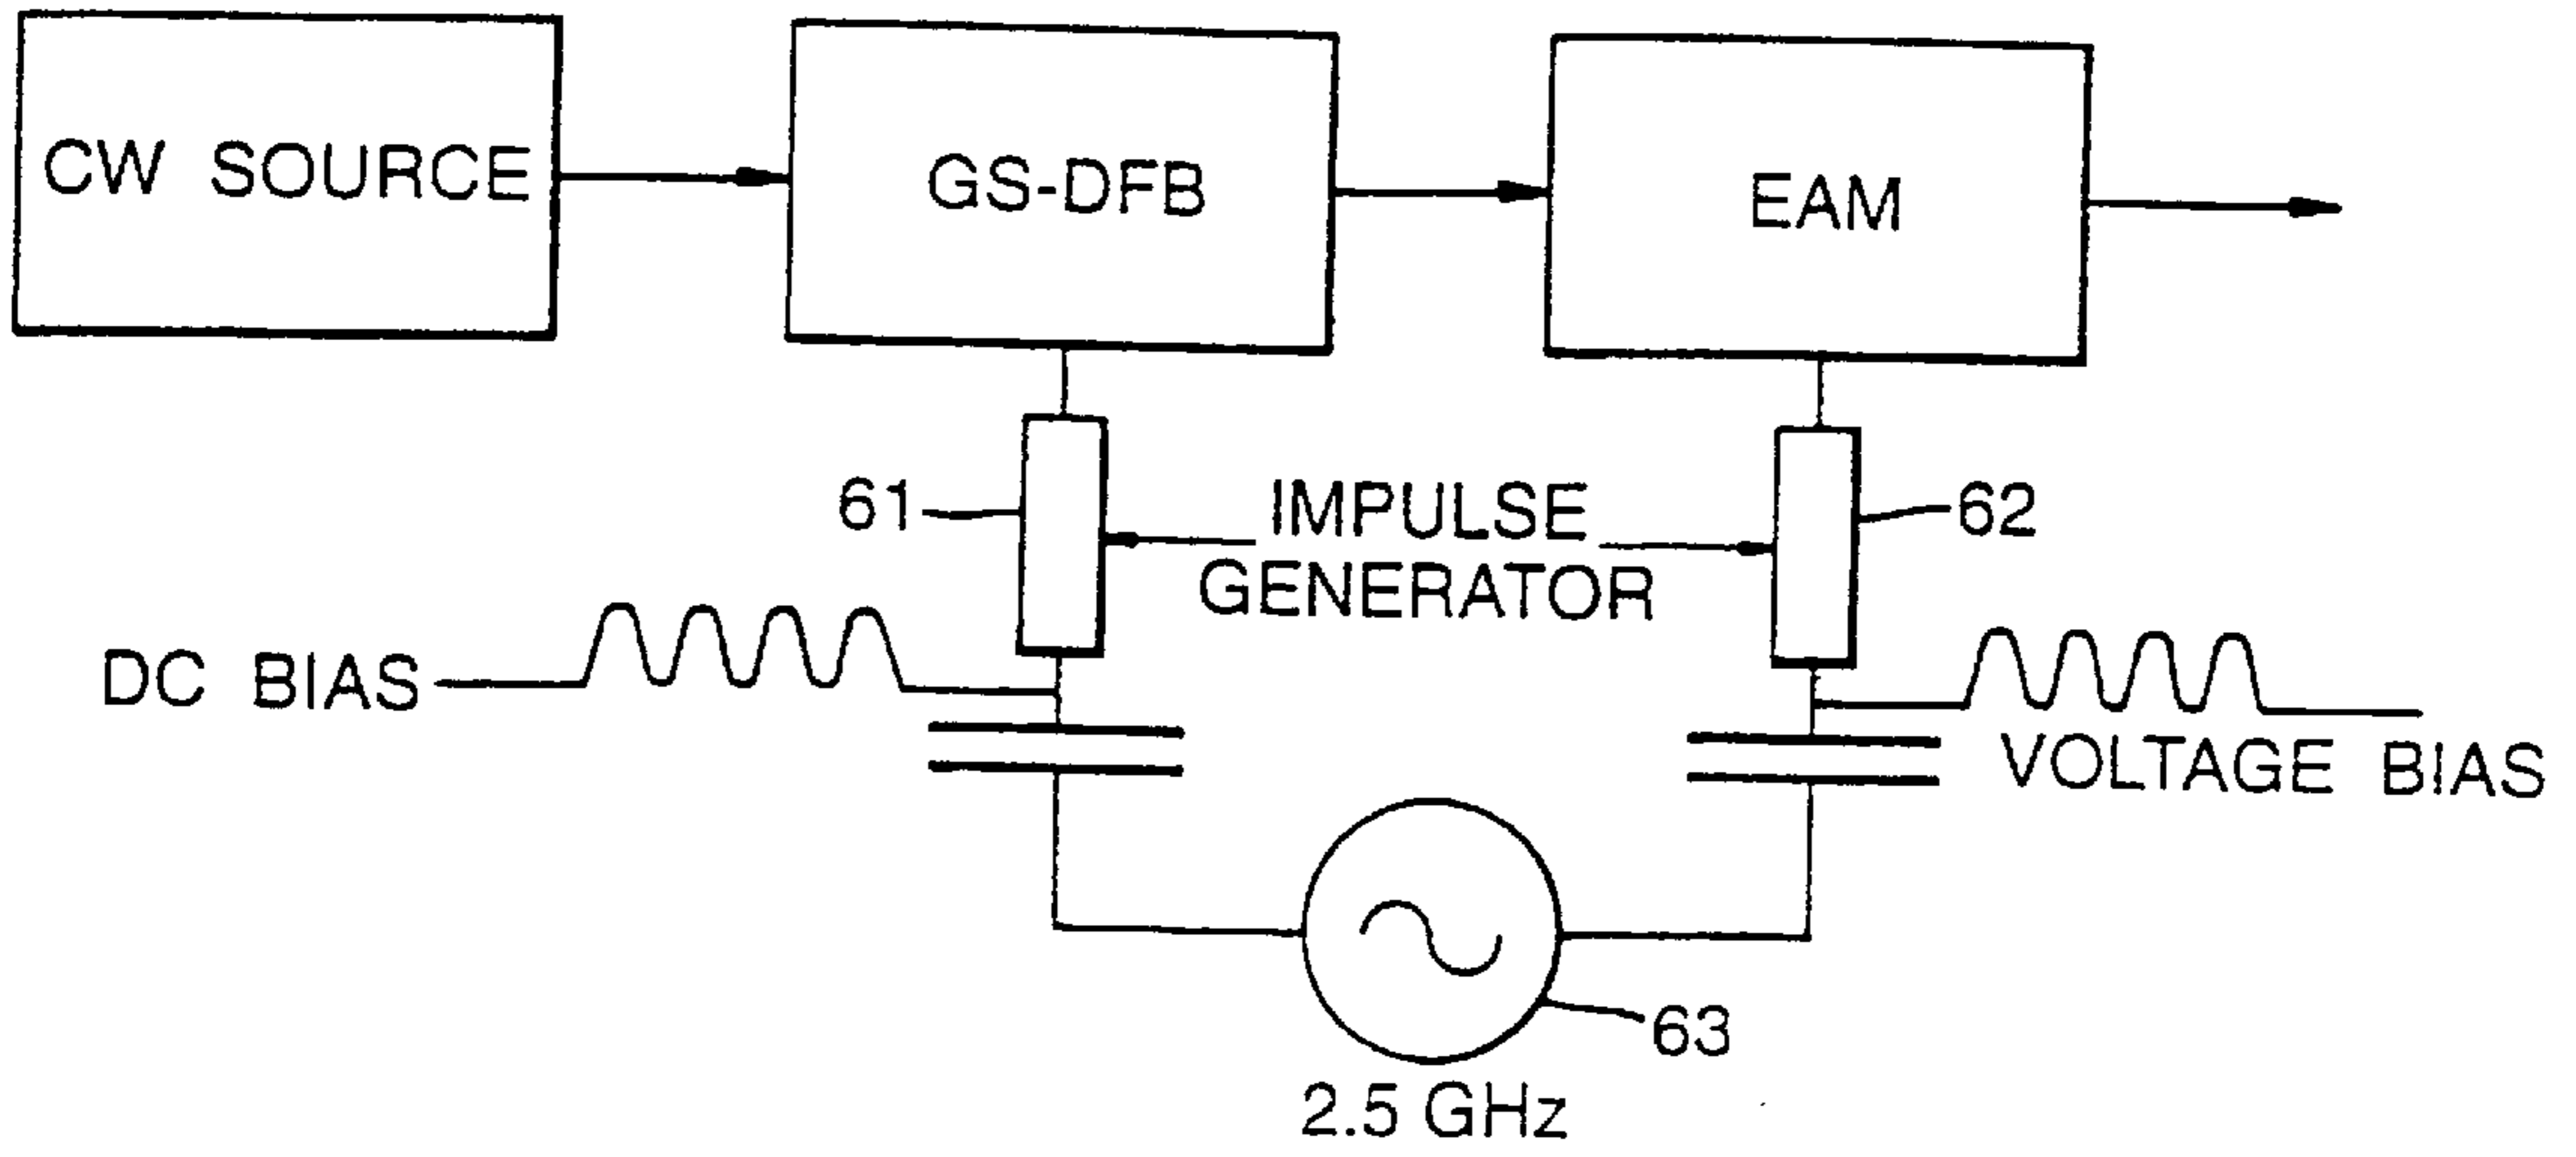 CW SOURCE
GS-DFB
EAM
61
IMPULSE
GENERATOR
62
DC BIAS
VOLTAGE BIAS
63
2.5 GHz